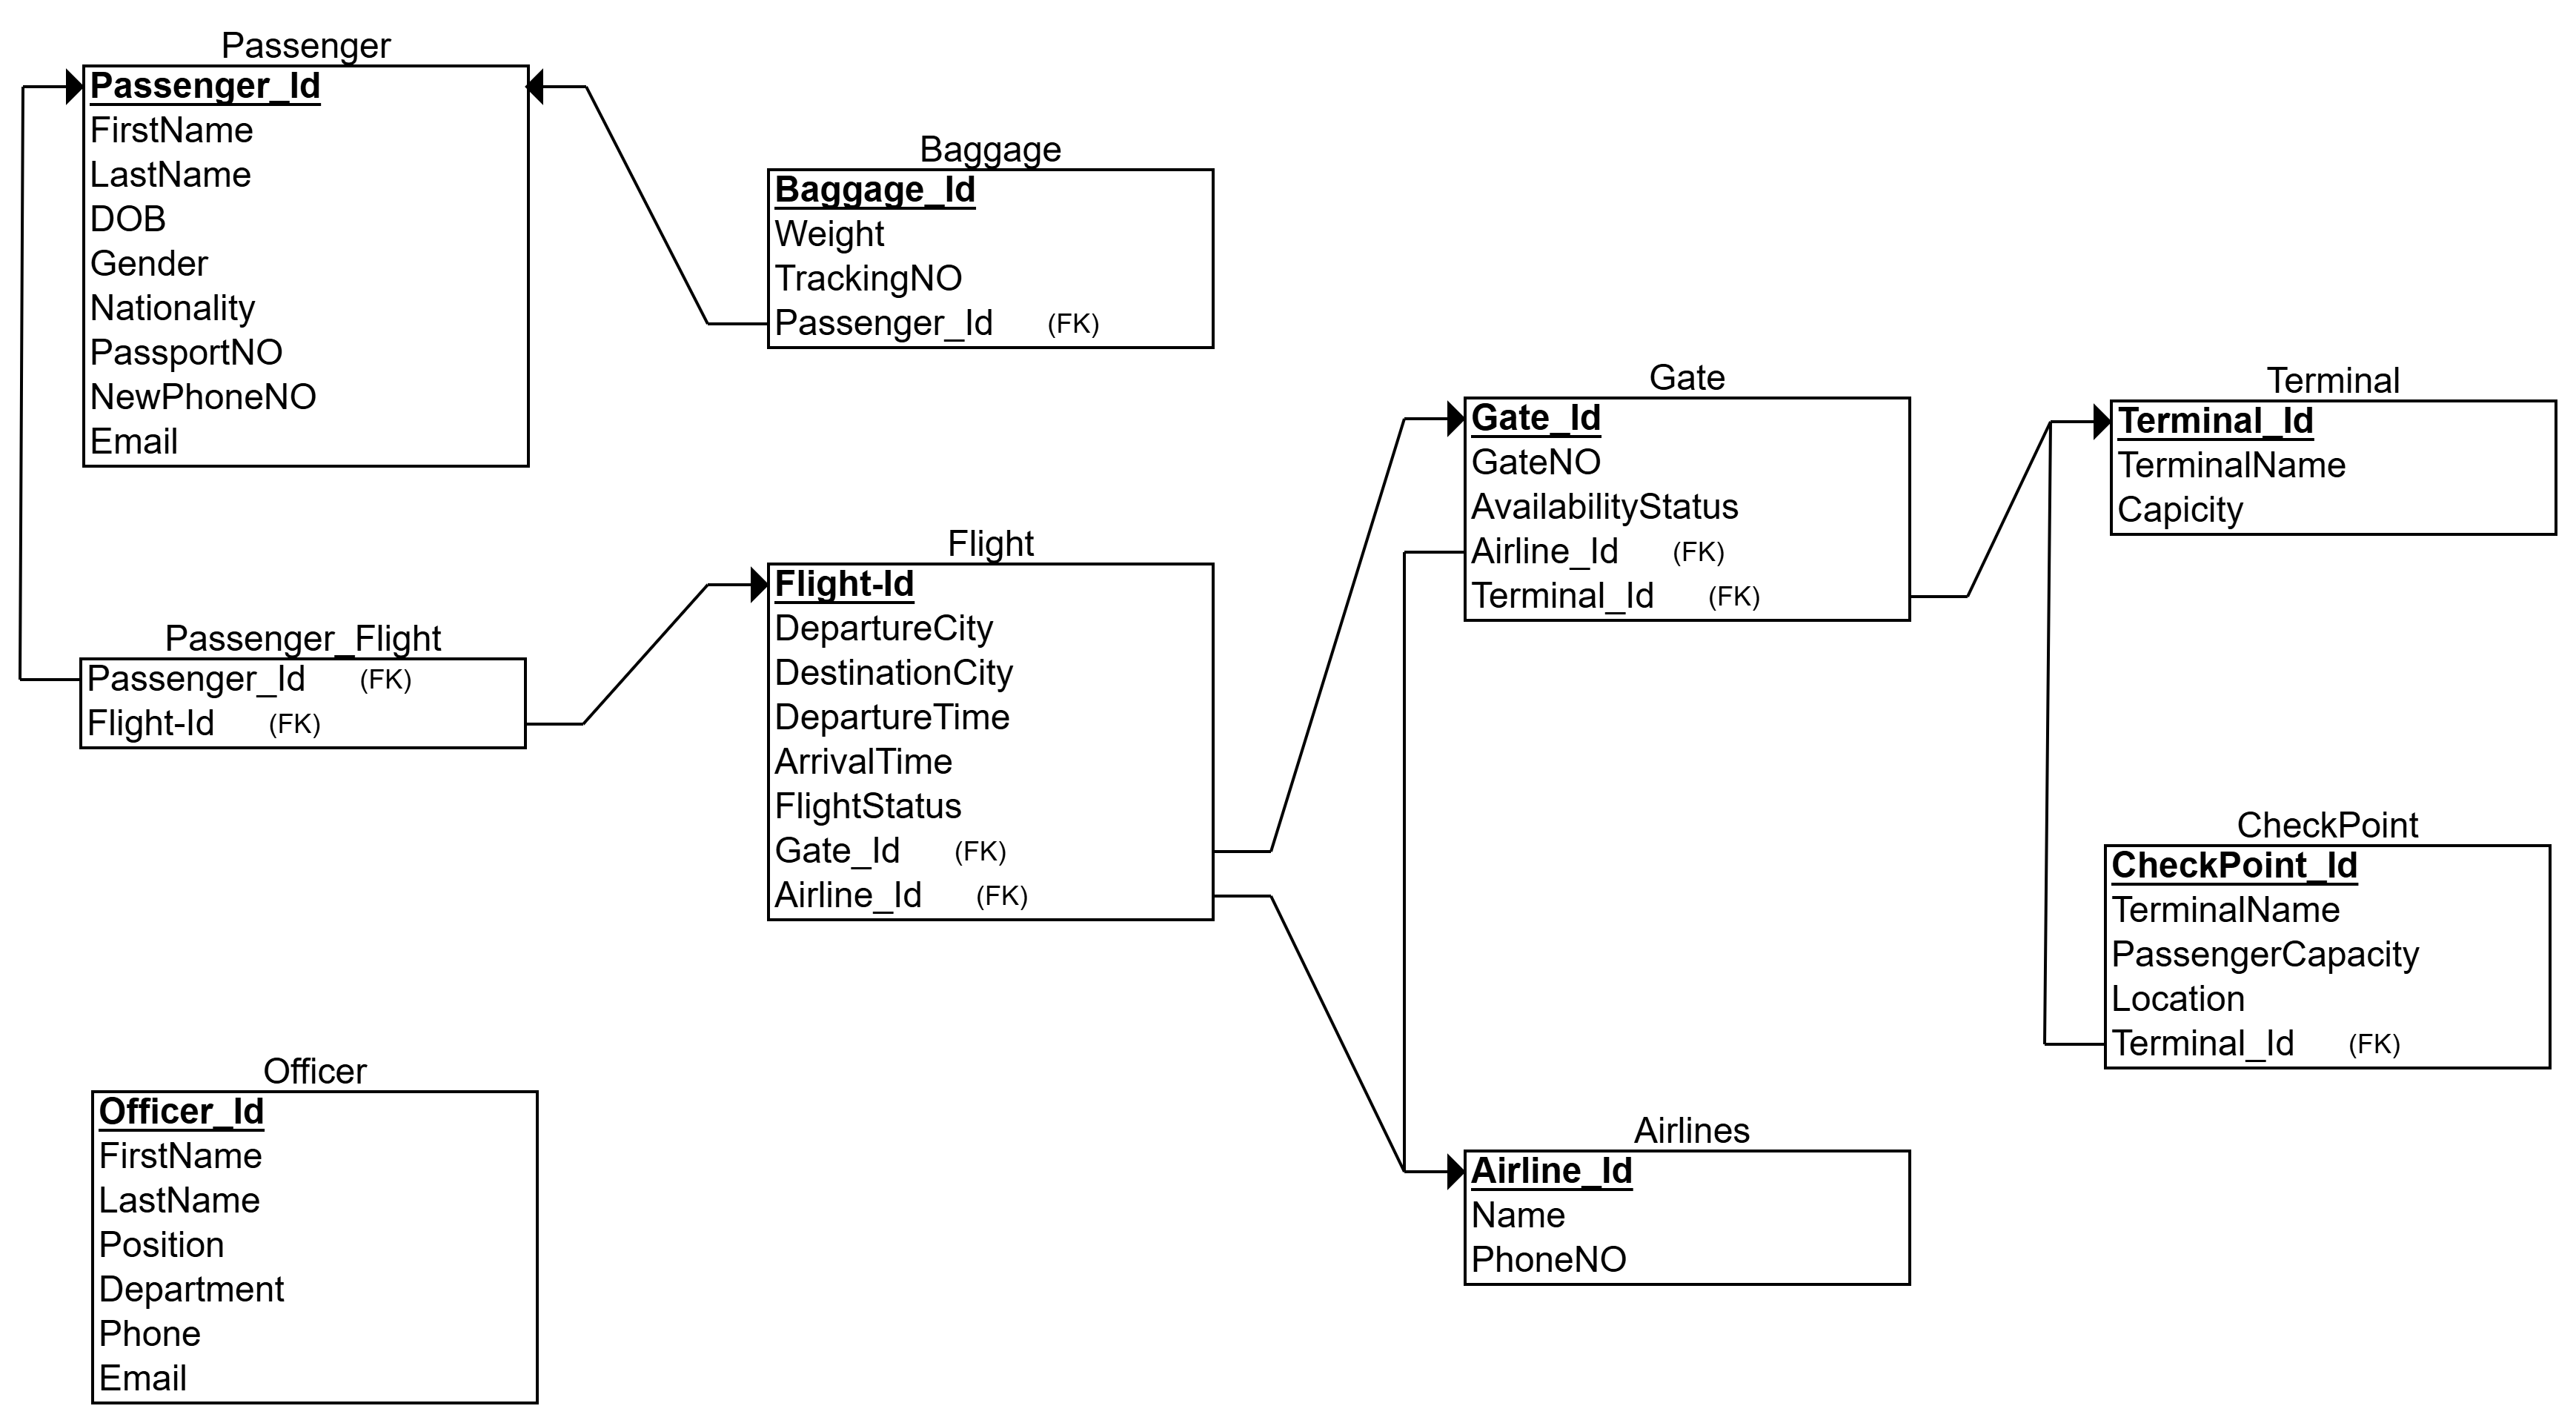 Passenger
Passenger_Id
FirstName
LastName
DOB
Gender
Nationality
PassportNO
NewPhoneNO
Email
Baggage
Baggage_Id
Weight
TrackingNO
Passenger_Id (FK)
Gate
Gate_Id
GateNO
AvailabilityStatus
Airline_Id (FK)
Terminal_Id (FK)
Terminal
Terminal_Id
TerminalName
Capicity
Passenger_Flight
Passenger_Id (FK)
Flight-Id (FK)
Flight
Flight-Id
DepartureCity
DestinationCity
DepartureTime
ArrivalTime
FlightStatus
Gate_Id (FK)
Airline_Id (FK)
CheckPoint
CheckPoint_Id
TerminalName
PassengerCapacity
Location
Terminal_Id (FK)
Officer
Officer_Id
FirstName
LastName
Position
Department
Phone
Email
Airlines
Airline_Id
Name
PhoneNO